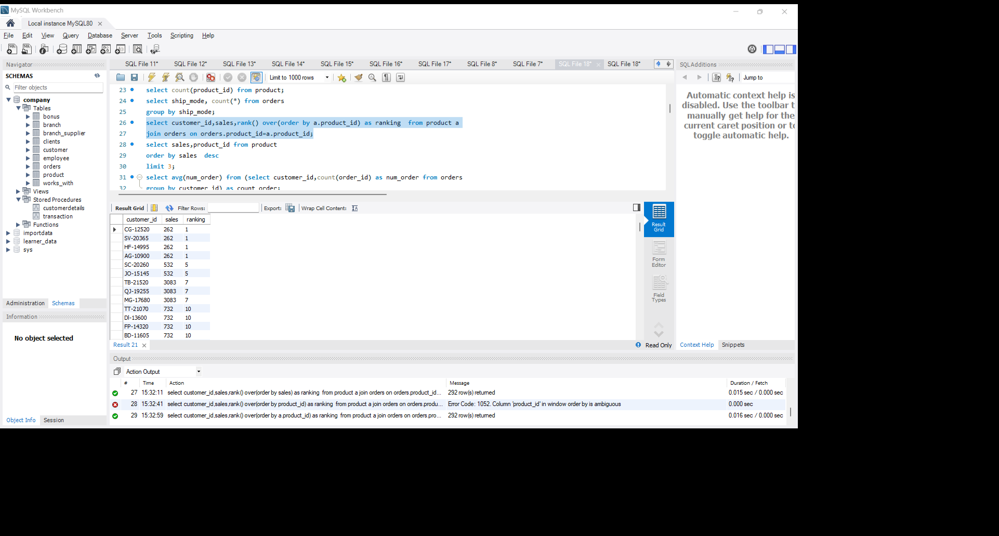 MySQL Workbench
Local instance MySQL80
File Edit View Query Database Server Tools Scripting Help
Navigator
SCHEMAS
Filter objects
company
Tables
bonus
branch
branch_supplier
clients
customer
employee
orders
product
works_with
Views
Stored Procedures
customerdetails
transaction
Functions
importdata
learner_data
sys
Administration Schemas
Information
No object selected
Object Info Session
SQL File 11* SQL File 12* SQL File 13* SQL File 14* SQL File 15* SQL File 16* SQL File 17* SQL File 8* SQL File 7* SQL File 18* SQL File 18*
Limit to 1000 rows
23 select count(product_id) from product;
24 select ship_mode, count(*) from orders
25 group by ship_mode;
26 select customer_id,sales,rank() over(order by a.product_id) as ranking  from product a
27 join orders on orders.product_id=a.product_id;
28 select sales,product_id from product
29 order by sales  desc
30 limit 3;
31 select avg(num_order) from (select customer_id,count(order_id) as num_order from orders
32 group by customer_id) as count_order;
Result Grid Filter Rows: Export: Wrap Cell Content:
customer_id sales ranking
CG-12520 262 1
SV-20365 262 1
HF-14995 262 1
AG-10900 262 1
SC-20260 532 5
JO-15145 532 5
TB-21520 3083 7
QJ-19255 3083 7
MG-17680 3083 7
TT-21070 732 10
Dl-13600 732 10
FP-14320 732 10
BD-11605 732 10
Result
Grid
Form
Editor
Field
Types
Result 21
Read Only
SQLAdditions
Jump to
Automatic context help is
disabled. Use the toolbar t
manually get help for the
current caret position or to
toggle automatic help.
Context Help Snippets
Output
Action Output
# Time Action Message Duration / Fetch
27 15:32:11 select customer_id,sales,rank() over(order by sales) as ranking  from product a join orders on orders.product_id... 292 row(s) returned 0.015 sec / 0.000 sec
28 15:32:41 select customer_id,sales,rank() over(order by product_id) as ranking  from product a join orders on orders.produ... Error Code: 1052. Column 'product_id' in window order by is ambiguous 0.000 sec
29 15:32:59 select customer_id,sales,rank() over(order by a.product_id) as ranking  from product a join orders on orders.pro... 292 row(s) returned 0.016 sec / 0.000 sec